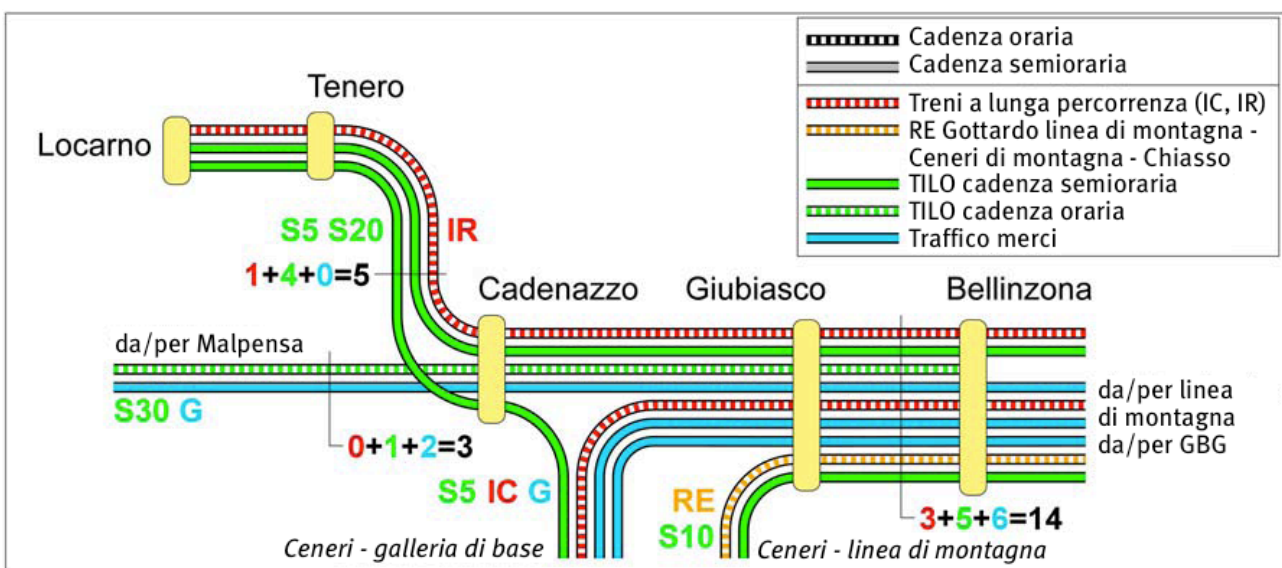 Cadenza oraria
Cadenza semioraria
Treni a lunga percorrenza (IC, IR)
RE Gottardo linea di montagna -
Ceneri di montagna - Chiasso
TILO cadenza semioraria
TILO cadenza oraria
Traffico merci
Tenero
Locarno
S5 S20 IR
1+4+0=5
Cadenazzo
Giubiasco
Bellinzona
da/per Malpensa
S30 G
0+1+2=3
da/per linea
di montagna
da/per GBG
S5 IC G
RE
S10
3+5+6=14
Ceneri - galleria di base
Ceneri - linea di montagna